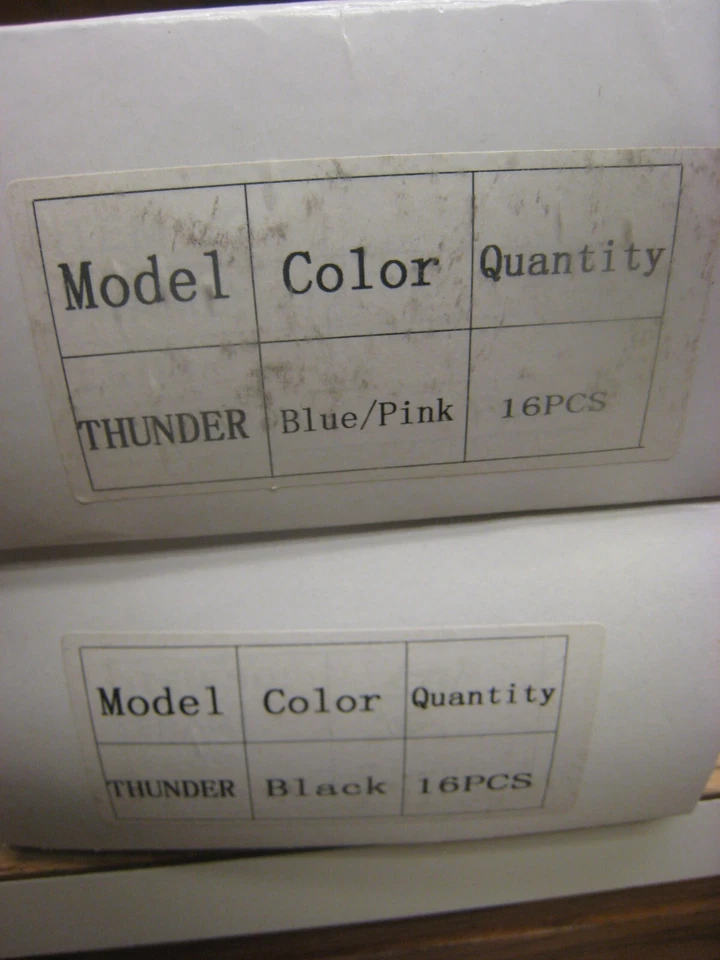 Model Color Quantity
THUNDER Blue/Pink 16PCS
Model Color Quantity
THUNDER Black 16PCS